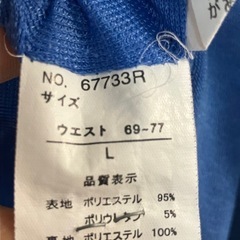 NO. 67733R
サイズ
ウエスト 69-77
L
品質表示
表地 ポリエステル 95%
ポリウレタン 5%
裏地 ポリエステル 100%